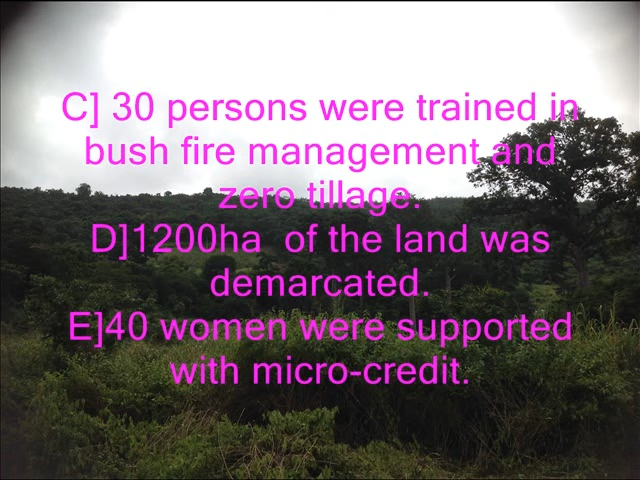 C] 30 persons were trained in
bush fire management and
zero tillage.
D]1200ha  of the land was
demarcated.
E]40 women were supported
with micro-credit.